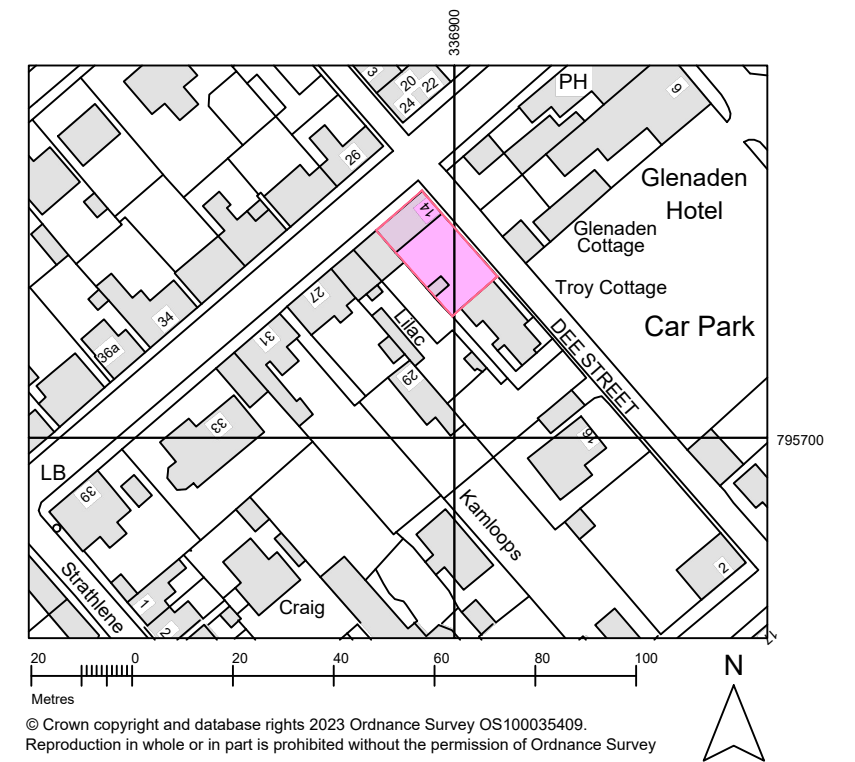 336900
3
20
22
24
PH
9
26
14
Glenaden
Hotel
Glenaden
Cottage
27
Troy Cottage
34
Lilac
Car Park
31
36a
DEE STREET
29
33
16
795700
LB
39
Kamloops
Strathlene
2
1
Craig
2
20
0
20
40
60
80
100
N
Metres
© Crown copyright and database rights 2023 Ordnance Survey OS100035409.
Reproduction in whole or in part is prohibited without the permission of Ordnance Survey